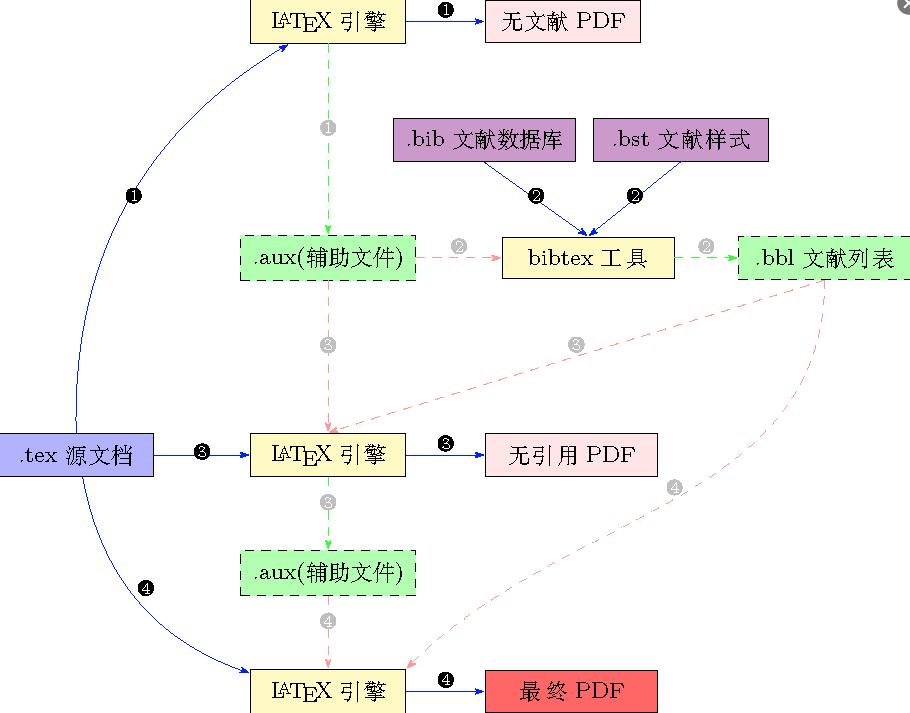 LATEX 引擎
❶
无文献 PDF
①
❶
.bib 文献数据库
.bst 文献样式
❷
❷
.aux(辅助文件)
②
bibtex 工具
②
.bbl 文献列表
③
③
.tex 源文档
❸
LATEX 引擎
❸
无引用 PDF
③
④
.aux(辅助文件)
❹
④
LATEX 引擎
❹
最终 PDF